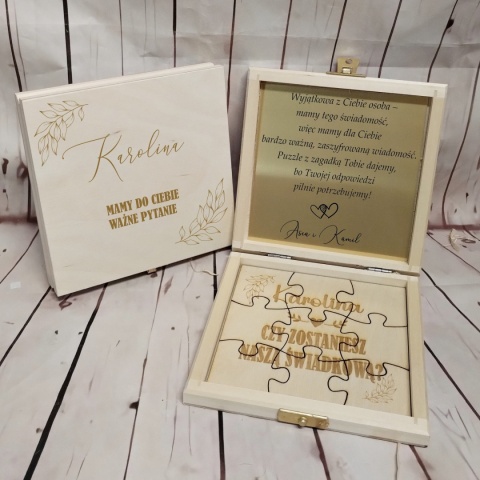 Karolina
MAMY DO CIEBIE
WAŻNE PYTANIE
Wyjątkowa z Ciebie osoba –
mamy tego świadomość,
więc mamy dla Ciebie
bardzo ważną, zaszyfrowaną wiadomość.
Puzzle z zagadką Tobie dajemy,
bo Twojej odpowiedzi
pilnie potrzebujemy!
Asia i Kamil
Karolina
CZY ZOSTANIESZ
NASZĄ ŚWIADKOWĄ?